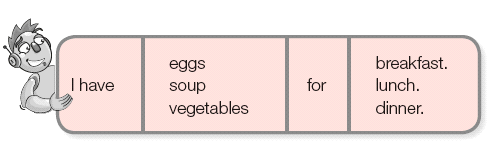 eggs breakfast.
I have soup for lunch.
vegetables dinner.